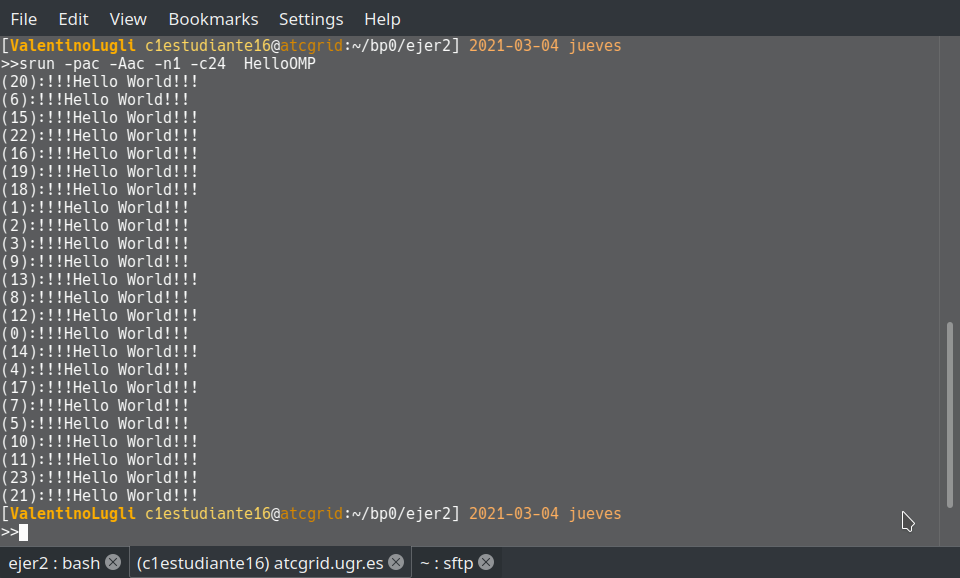 File Edit View Bookmarks Settings Help
[ValentinoLugli c1estudiante16@atcgrid:~/bp0/ejer2] 2021-03-04 jueves
>>srun -pac -Aac -n1 -c24  HelloOMP
(20):!!!Hello World!!!
(6):!!!Hello World!!!
(15):!!!Hello World!!!
(22):!!!Hello World!!!
(16):!!!Hello World!!!
(19):!!!Hello World!!!
(18):!!!Hello World!!!
(1):!!!Hello World!!!
(2):!!!Hello World!!!
(3):!!!Hello World!!!
(9):!!!Hello World!!!
(13):!!!Hello World!!!
(8):!!!Hello World!!!
(12):!!!Hello World!!!
(0):!!!Hello World!!!
(14):!!!Hello World!!!
(4):!!!Hello World!!!
(17):!!!Hello World!!!
(7):!!!Hello World!!!
(5):!!!Hello World!!!
(10):!!!Hello World!!!
(11):!!!Hello World!!!
(23):!!!Hello World!!!
(21):!!!Hello World!!!
[ValentinoLugli c1estudiante16@atcgrid:~/bp0/ejer2] 2021-03-04 jueves
>>
ejer2 : bash (c1estudiante16) atcgrid.ugr.es ~ : sftp